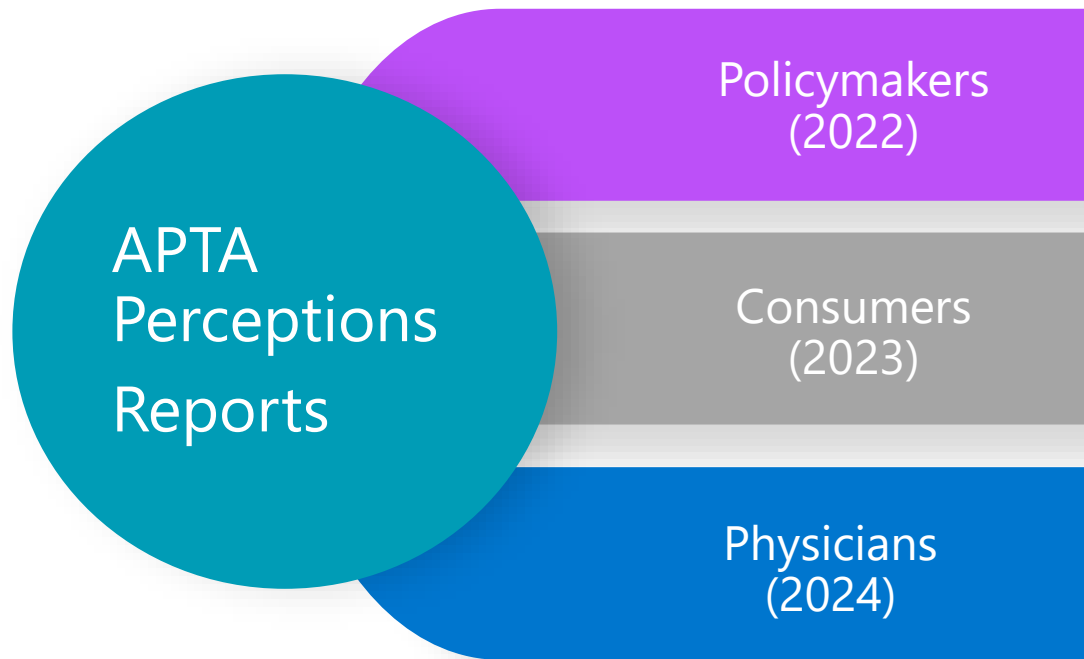 APTA
Perceptions
Reports
Policymakers
(2022)
Consumers
(2023)
Physicians
(2024)